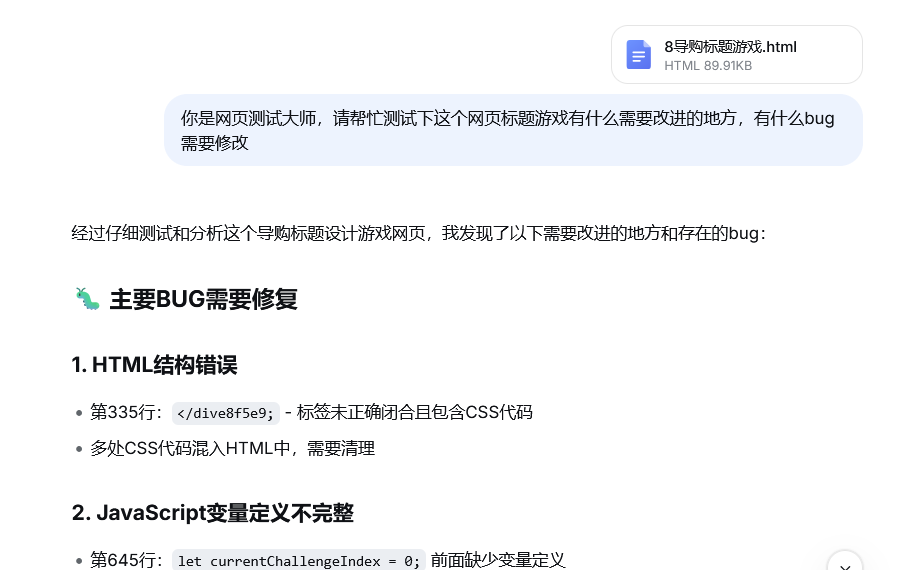 8导购标题游戏.html
HTML 89.91KB
你是网页测试大师，请帮忙测试下这个网页标题游戏有什么需要改进的地方，有什么bug
需要修改
经过仔细测试和分析这个导购标题设计游戏网页，我发现了以下需要改进的地方和存在的bug：
🐛 主要BUG需要修复
1. HTML结构错误
• 第335行： </dive8f5e9; - 标签未正确闭合且包含CSS代码
• 多处CSS代码混入HTML中，需要清理
2. JavaScript变量定义不完整
• 第645行： let currentChallengeIndex = 0; 前面缺少变量定义